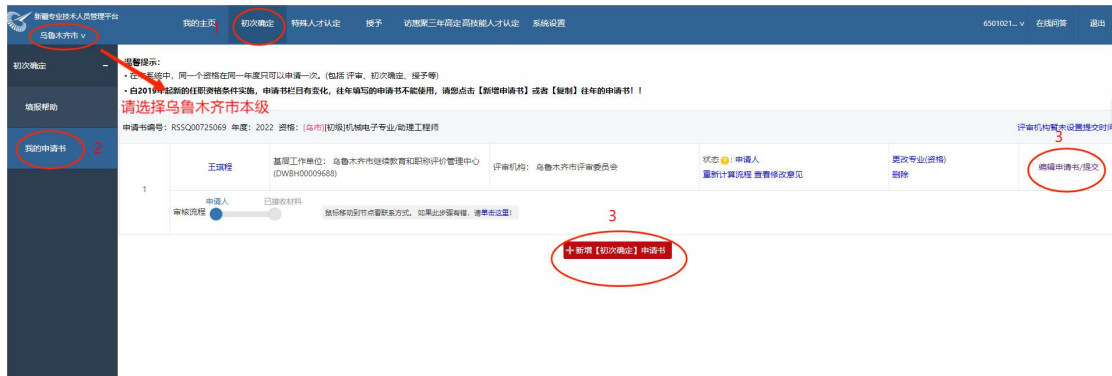 新疆专业技术人员管理平台
乌鲁木齐市 ∨
我的主页 1 初次确定 特殊人才认定 授予 访惠聚三年高定高技能人才认定 系统设置
6501021... ∨ 在线问答 退出
初次确定 −
填报帮助
我的申请书 2
温馨提示：
• 在本系统中，同一个资格在同一年度只可以申请一次。(包括 评审、初次确定、授予等)
• 自2019年起新的任职资格条件实施，申请书栏目有变化，往年填写的申请书不能使用，请您点击【新增申请书】或者【复制】往年的申请书！！
请选择乌鲁木齐市本级
申请书编号： RSSQ00725069 年度： 2022 资格： [乌市][初级]机械电子专业/助理工程师
评审机构暂未设置提交时间
3
1
王琪程
基层工作单位： 乌鲁木齐市继续教育和职称评价管理中心
(DWBH00009688)
评审机构： 乌鲁木齐市评审委员会
状态 ?: 申请人
重新计算流程 查看修改意见
更改专业(资格)
删除
编辑申请书/提交
申请人 已接收材料
审核流程
鼠标移动到节点看联系方式。 如果此步骤有错，请单击这里!
3
+新增【初次确定】申请书